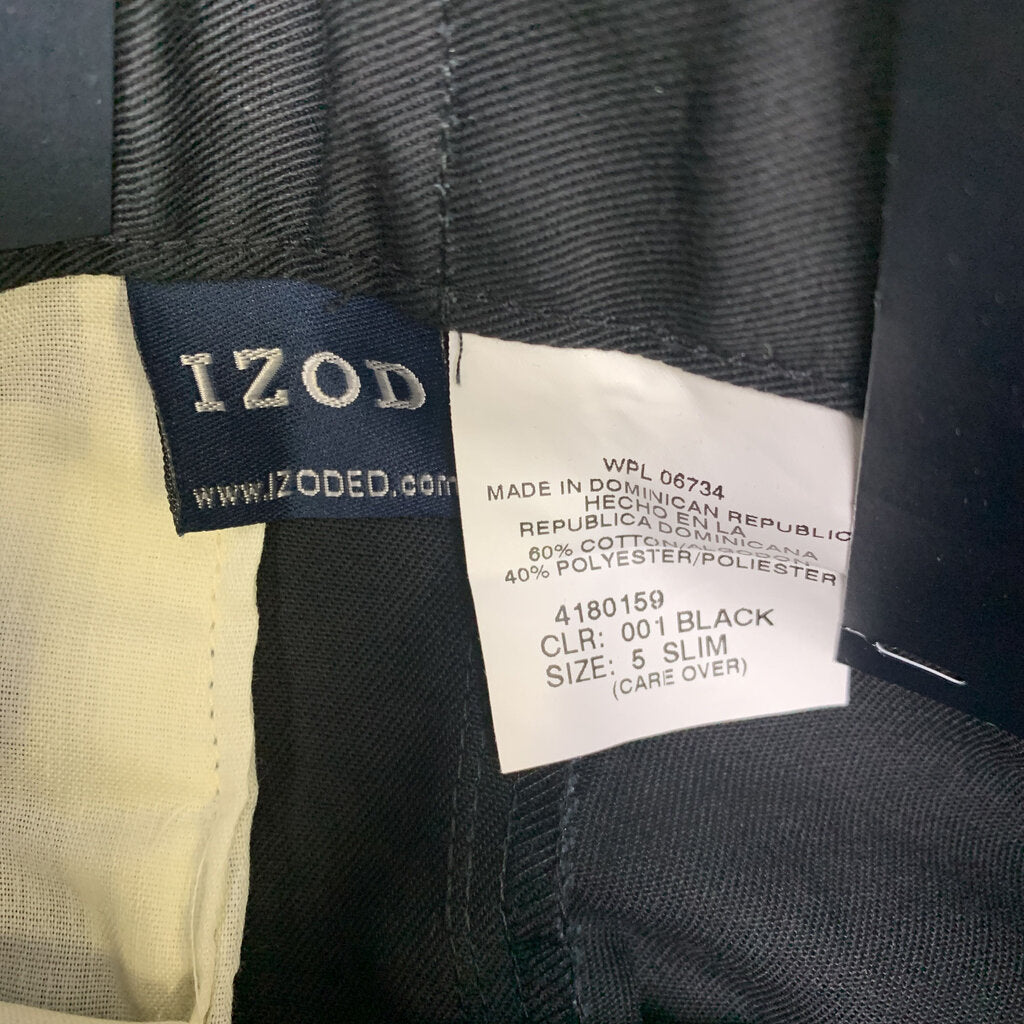 IZOD
www.IZODED.com
WPL 06734
MADE IN DOMINICAN REPUBLIC
HECHO EN LA
REPUBLICA DOMINICANA
60% COTTON/ALGODON
40% POLYESTER/POLIESTER
4180159
CLR: 001 BLACK
SIZE: 5 SLIM
(CARE OVER)